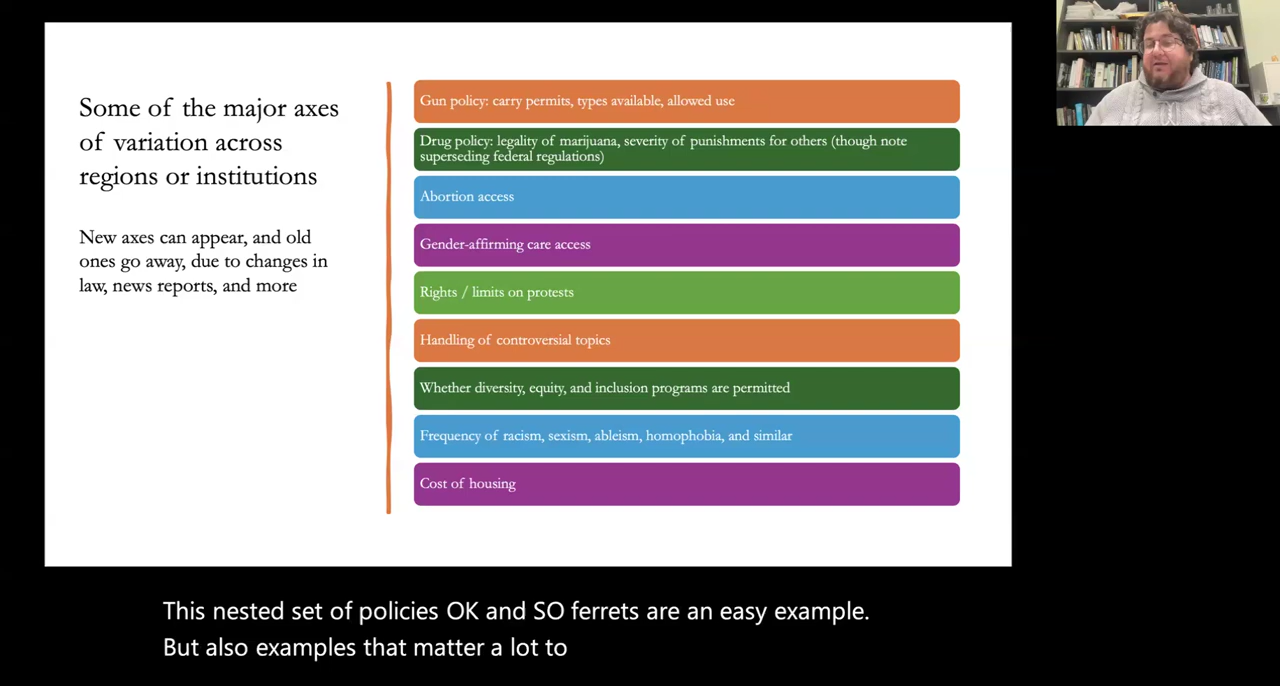 Some of the major axes
of variation across
regions or institutions
New axes can appear, and old
ones go away, due to changes in
law, news reports, and more
Gun policy: carry permits, types available, allowed use
Drug policy: legality of marijuana, severity of punishments for others (though note
superseding federal regulations)
Abortion access
Gender-affirming care access
Rights / limits on protests
Handling of controversial topics
Whether diversity, equity, and inclusion programs are permitted
Frequency of racism, sexism, ableism, homophobia, and similar
Cost of housing
This nested set of policies OK and SO ferrets are an easy example.
But also examples that matter a lot to